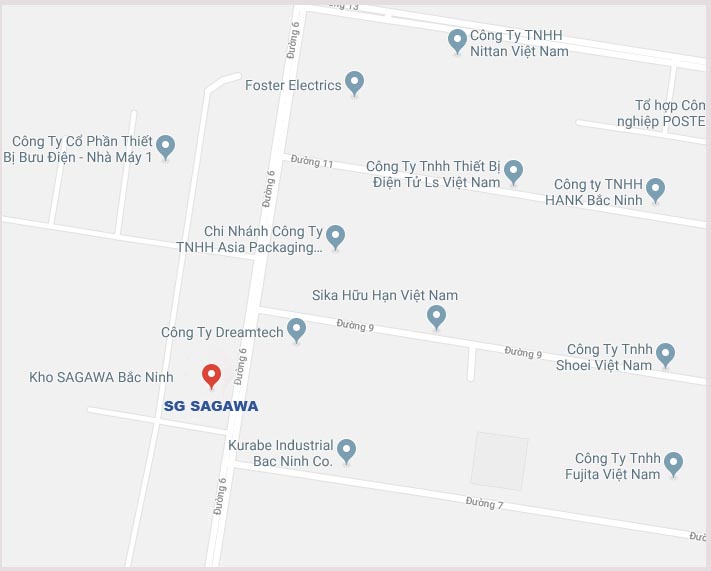 ng 13
Đường 6
Công Ty TNHH
Nittan Việt Nam
Foster Electrics
Tổ hợp Côn
nghiệp POSTE
Công Ty Cổ Phần Thiết
Bị Bưu Điện - Nhà Máy 1
Đường 11
Công Ty Tnhh Thiết Bị
Điện Tử Ls Việt Nam
Đường 6
Công ty TNHH
HANK Bắc Ninh
Chi Nhánh Công Ty
TNHH Asia Packaging...
Sika Hữu Hạn Việt Nam
Công Ty Dreamtech
Đường 9
Đường 9
Công Ty Tnhh
Shoei Việt Nam
Đường 6
Kho SAGAWA Bắc Ninh
SG SAGAWA
Kurabe Industrial
Bac Ninh Co.
Công Ty Tnhh
Fujita Việt Nam
Đường 6
Đường 7
Đườ